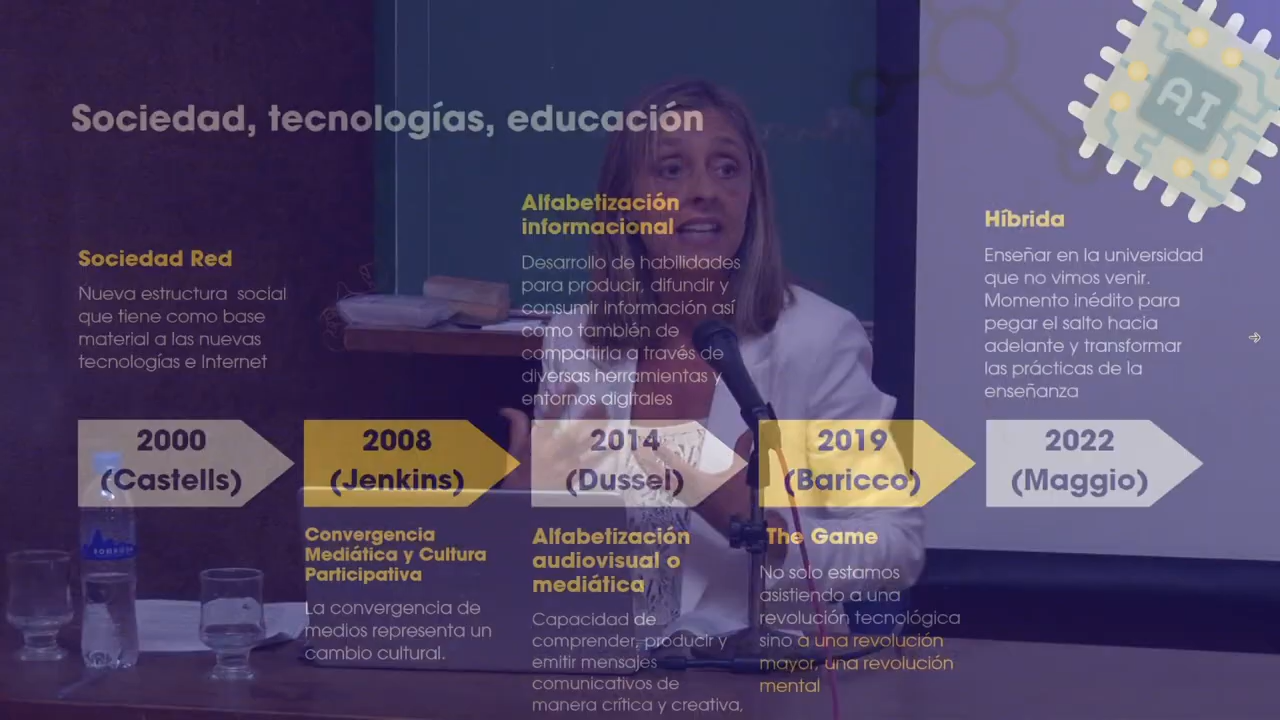 Sociedad, tecnologías, educación
AI
Sociedad Red
Nueva estructura social
que tiene como base
material a las nuevas
tecnologías e Internet
Alfabetización
informacional
Desarrollo de habilidades
para producir, difundir y
consumir información así
como también de
compartirla a través de
diversas herramientas y
entornos digitales
Híbrida
Enseñar en la universidad
que no vimos venir.
Momento inédito para
pegar el salto hacia
adelante y transformar
las prácticas de la
enseñanza
2000
(Castells)
2008
(Jenkins)
2014
(Dussel)
2019
(Baricco)
2022
(Maggio)
Convergencia
Mediática y Cultura
Participativa
La convergencia de
medios representa un
cambio cultural.
Alfabetización
audiovisual o
mediática
Capacidad de
comprender, producir y
emitir mensajes
comunicativos de
manera crítica y creativa,
The Game
No solo estamos
asistiendo a una
revolución tecnológica
sino a una revolución
mayor, una revolución
mental